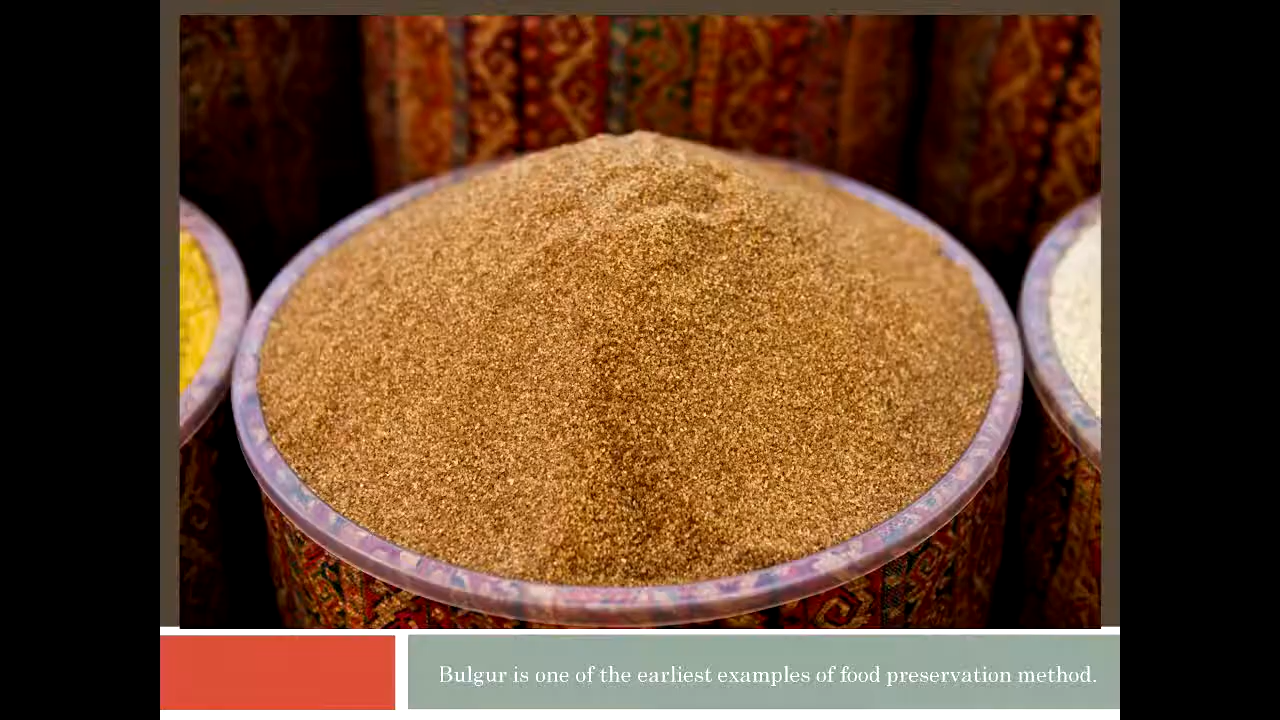 Bulgur is one of the earliest examples of food preservation method.